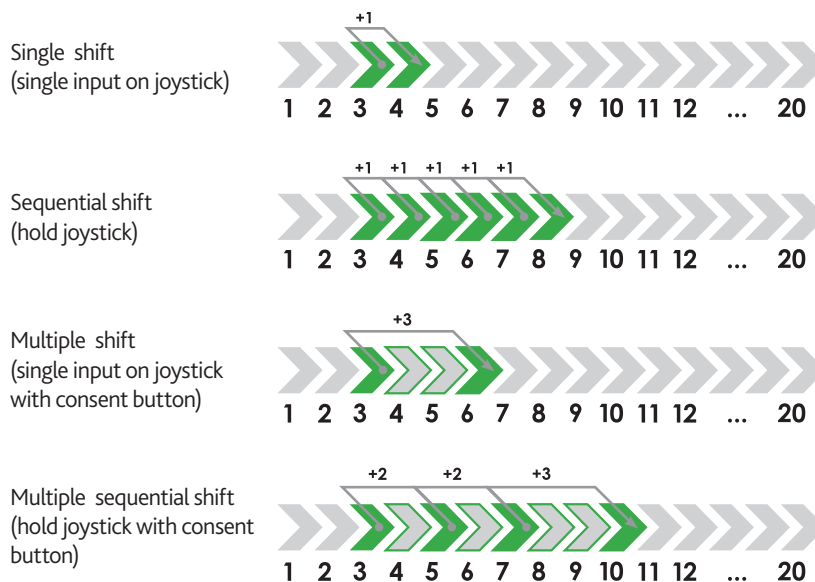 +1
Single shift
(single input on joystick)
1 2 3 4 5 6 7 8 9 10 11 12 ... 20
+1 +1 +1 +1 +1
Sequential shift
(hold joystick)
1 2 3 4 5 6 7 8 9 10 11 12 ... 20
+3
Multiple shift
(single input on joystick
with consent button)
1 2 3 4 5 6 7 8 9 10 11 12 ... 20
+2 +2 +3
Multiple sequential shift
(hold joystick with consent
button)
1 2 3 4 5 6 7 8 9 10 11 12 ... 20